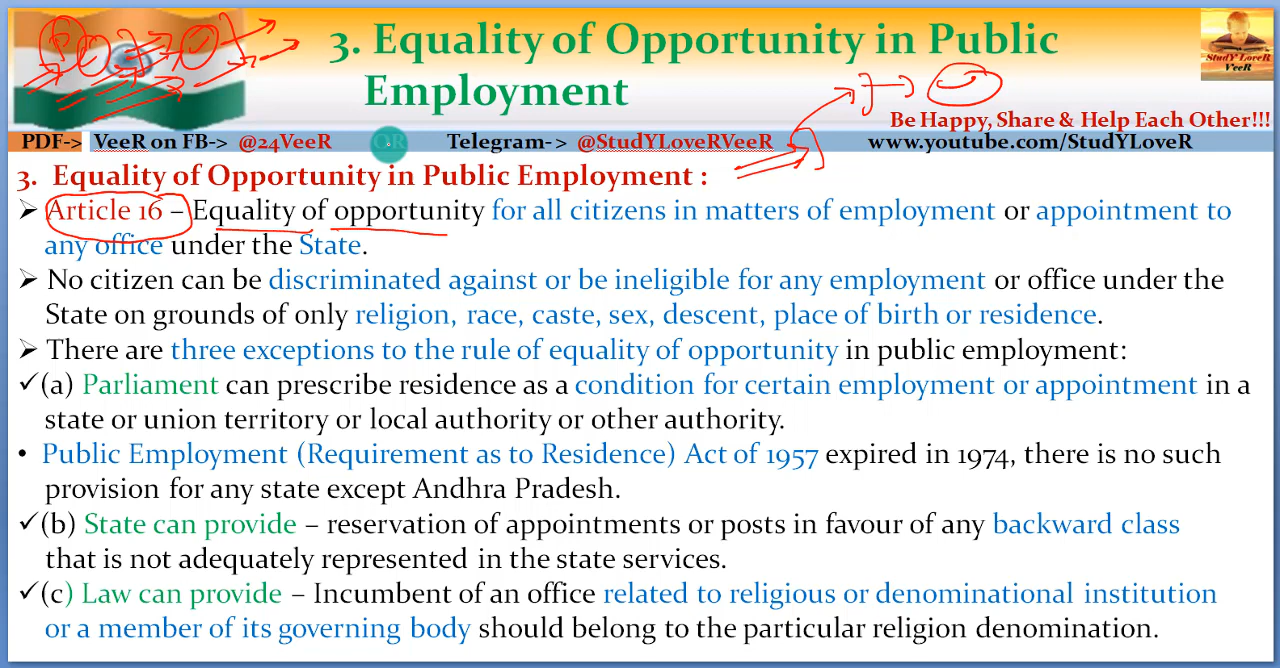 3. Equality of Opportunity in Public
Employment
StudY LoveR
VeeR
Be Happy, Share & Help Each Other!!!
PDF-> VeeR on FB-> @24VeeR OR Telegram-> @StudYLoveRVeeR www.youtube.com/StudYLoveR
3. Equality of Opportunity in Public Employment :
➢ Article 16 – Equality of opportunity for all citizens in matters of employment or appointment to
any office under the State.
➢ No citizen can be discriminated against or be ineligible for any employment or office under the
State on grounds of only religion, race, caste, sex, descent, place of birth or residence.
➢ There are three exceptions to the rule of equality of opportunity in public employment:
✓(a) Parliament can prescribe residence as a condition for certain employment or appointment in a
state or union territory or local authority or other authority.
• Public Employment (Requirement as to Residence) Act of 1957 expired in 1974, there is no such
provision for any state except Andhra Pradesh.
✓(b) State can provide – reservation of appointments or posts in favour of any backward class
that is not adequately represented in the state services.
✓(c) Law can provide – Incumbent of an office related to religious or denominational institution
or a member of its governing body should belong to the particular religion denomination.